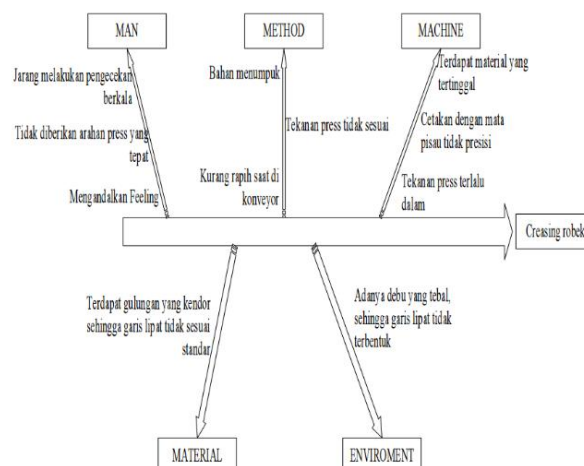 MAN
METHOD
MACHINE
Jarang melakukan pengecekan
berkala
Tidak diberikan arahan press yang
tepat
Mengandalkan Feeling
Bahan menumpuk
Tekanan press tidak sesuai
Kurang rapih saat di
konveyor
Terdapat material yang
tertinggal
Cetakan dengan mata
pisau tidak presisi
Tekanan press terlalu
dalam
Creasing robek
Terdapat gulungan yang kendor
sehingga garis lipat tidak sesuai
standar
Adanya debu yang tebal,
sehingga garis lipat tidak
terbentuk
MATERIAL
ENVIROMENT